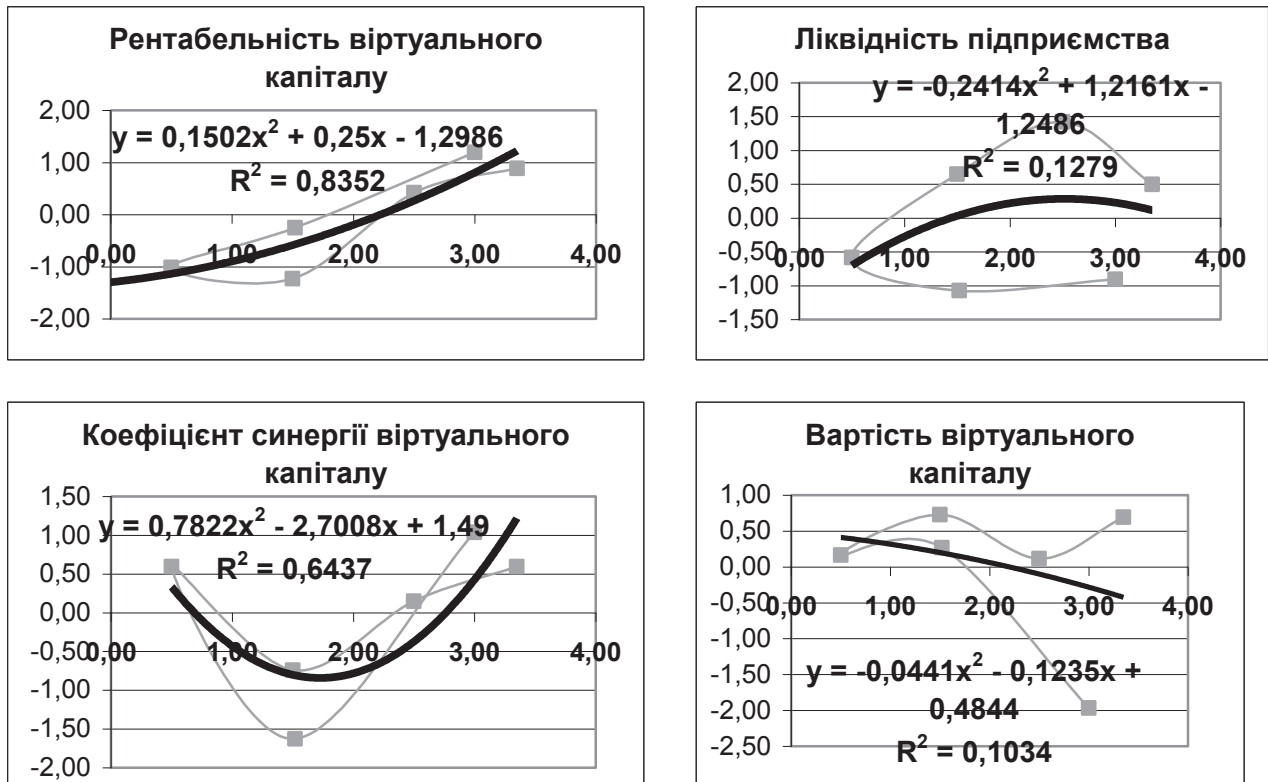 Рентабельність віртуального
капіталу
2,00
y = 0,1502x² + 0,25x - 1,2986
1,00
R² = 0,8352
0,00
0,00 1,00 2,00 3,00 4,00
-1,00
-2,00
Ліквідність підприємства
2,00
y = -0,2414x² + 1,2161x -
1,50
1,2486
1,00
R² = 0,1279
0,50
0,00
-0,50
0,00 1,00 2,00 3,00 4,00
-1,00
-1,50
Коефіцієнт синергії віртуального
капіталу
1,50
y = 0,7822x² - 2,7008x + 1,49
1,00
R² = 0,6437
0,50
0,00
-0,50
0,00 1,00 2,00 3,00 4,00
-1,00
-1,50
-2,00
Вартість віртуального
капіталу
1,00
0,50
0,00
-0,50
0,00 1,00 2,00 3,00 4,00
-1,00
-1,50
y = -0,0441x² - 0,1235x +
-2,00
0,4844
-2,50
R² = 0,1034